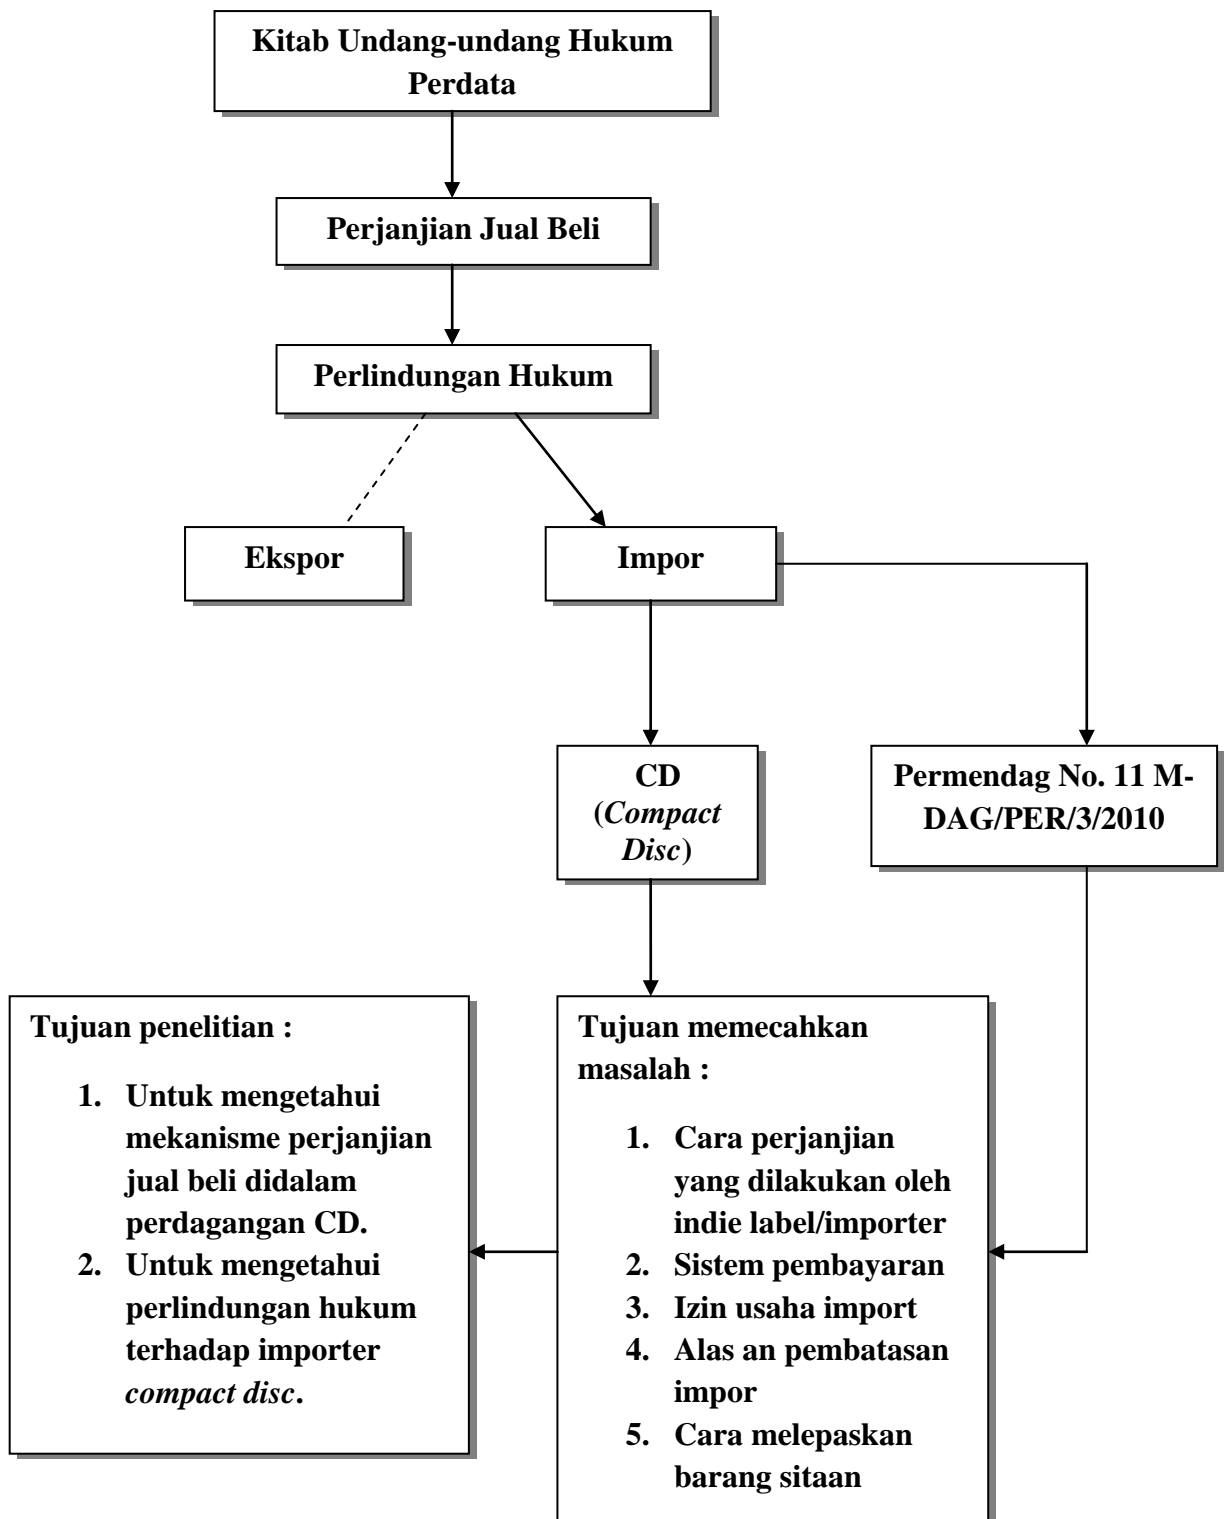 Kitab Undang-undang Hukum
Perdata
Perjanjian Jual Beli
Perlindungan Hukum
Ekspor
Impor
CD
(Compact
Disc)
Permendag No. 11 M-
DAG/PER/3/2010
Tujuan penelitian :
1. Untuk mengetahui
mekanisme perjanjian
jual beli didalam
perdagangan CD.
2. Untuk mengetahui
perlindungan hukum
terhadap importer
compact disc.
Tujuan memecahkan
masalah :
1. Cara perjanjian
yang dilakukan oleh
indie label/importer
2. Sistem pembayaran
3. Izin usaha import
4. Alas an pembatasan
impor
5. Cara melepaskan
barang sitaan